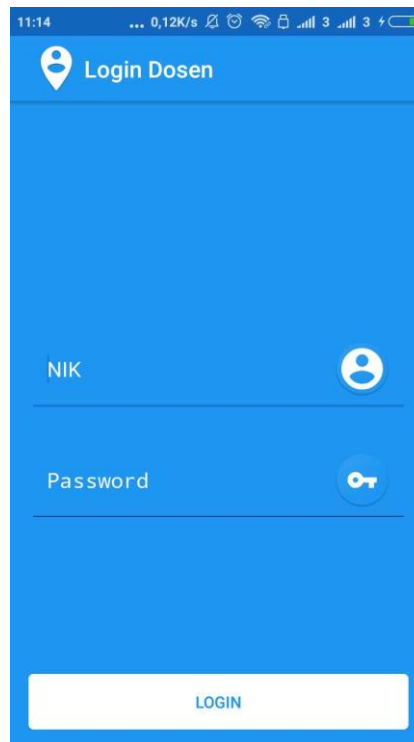 11:14 ... 0,12K/s 3 3
Login Dosen
NIK
Password
LOGIN